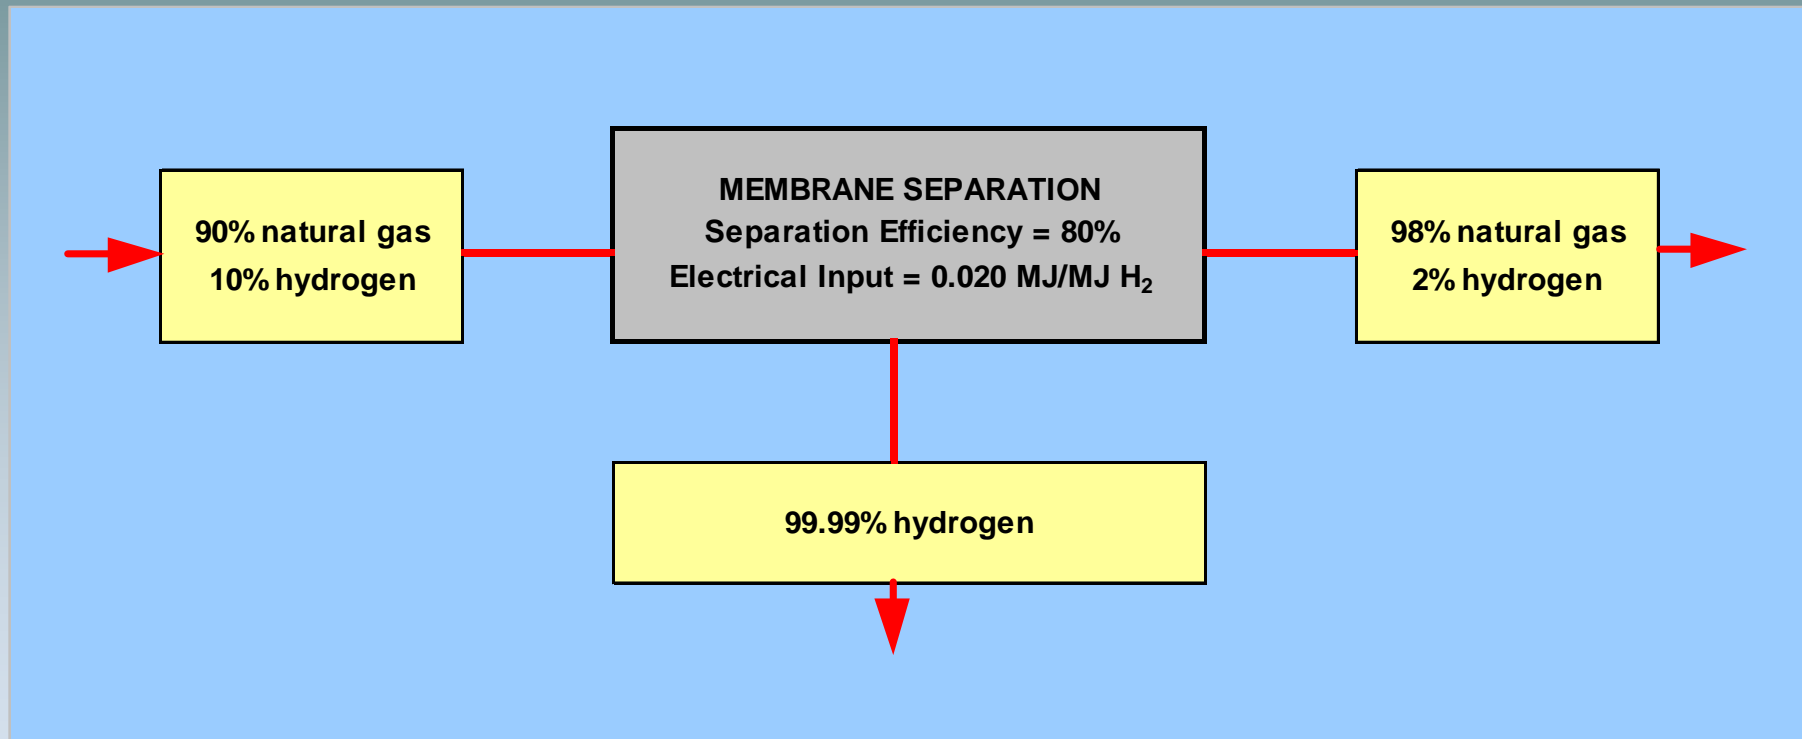 90% natural gas
10% hydrogen
MEMBRANE SEPARATION
Separation Efficiency = 80%
Electrical Input = 0.020 MJ/MJ H₂
98% natural gas
2% hydrogen
99.99% hydrogen